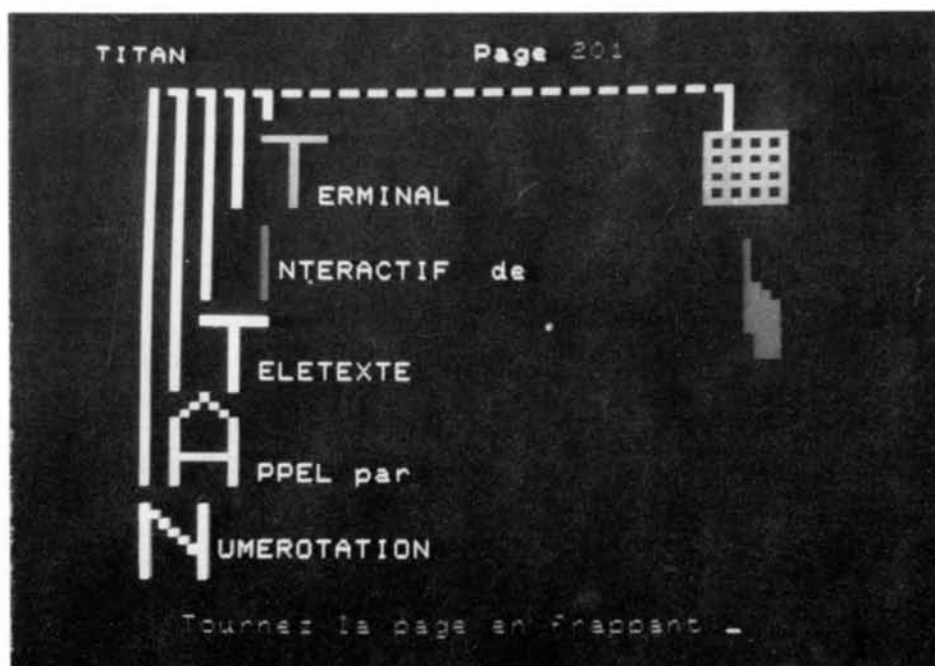 TITAN Page 201
TERMINAL
INTERACTIF de
TELETEXTE
APPEL par
NUMEROTATION
Tournez la page en frappant _